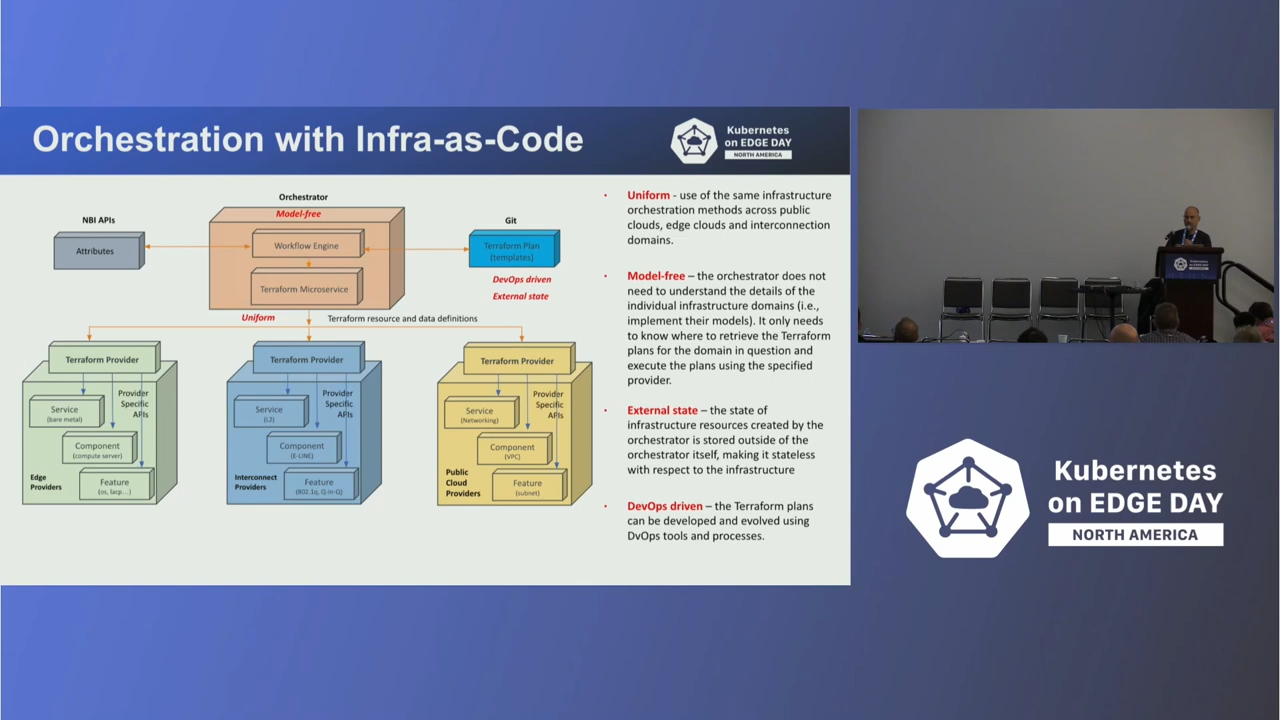 Orchestration with Infra-as-Code
Kubernetes
on EDGE DAY
NORTH AMERICA
Orchestrator
Model-free
NBI APIs
Attributes
Workflow Engine
Terraform Microservice
Git
Terraform Plan
(templates)
DevOps driven
External state
Uniform
Terraform resource and data definitions
Terraform Provider
Provider
Specific
APIs
Service
(bare metal)
Component
(compute server)
Feature
(os, lacp...)
Edge
Providers
Terraform Provider
Provider
Specific
APIs
Service
(L2)
Component
(E-LINE)
Feature
(802.1q, Q-in-Q)
Interconnect
Providers
Terraform Provider
Provider
Specific
APIs
Service
(Networking)
Component
(VPC)
Feature
(subnet)
Public
Cloud
Providers
• Uniform - use of the same infrastructure
orchestration methods across public
clouds, edge clouds and interconnection
domains.
• Model-free – the orchestrator does not
need to understand the details of the
individual infrastructure domains (i.e.,
implement their models). It only needs
to know where to retrieve the Terraform
plans for the domain in question and
execute the plans using the specified
provider.
• External state – the state of
infrastructure resources created by the
orchestrator is stored outside of the
orchestrator itself, making it stateless
with respect to the infrastructure
• DevOps driven – the Terraform plans
can be developed and evolved using
DvOps tools and processes.
Kubernetes
on EDGE DAY
NORTH AMERICA